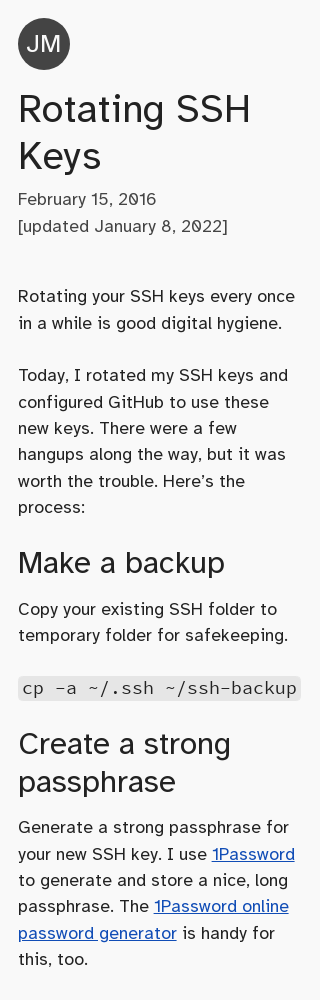 JM
Rotating SSH
Keys
February 15, 2016
[updated January 8, 2022]
Rotating your SSH keys every once
in a while is good digital hygiene.
Today, I rotated my SSH keys and
configured GitHub to use these
new keys. There were a few
hangups along the way, but it was
worth the trouble. Here’s the
process:
Make a backup
Copy your existing SSH folder to
temporary folder for safekeeping.
cp -a ~/.ssh ~/ssh-backup
Create a strong
passphrase
Generate a strong passphrase for
your new SSH key. I use 1Password
to generate and store a nice, long
passphrase. The 1Password online
password generator is handy for
this, too.